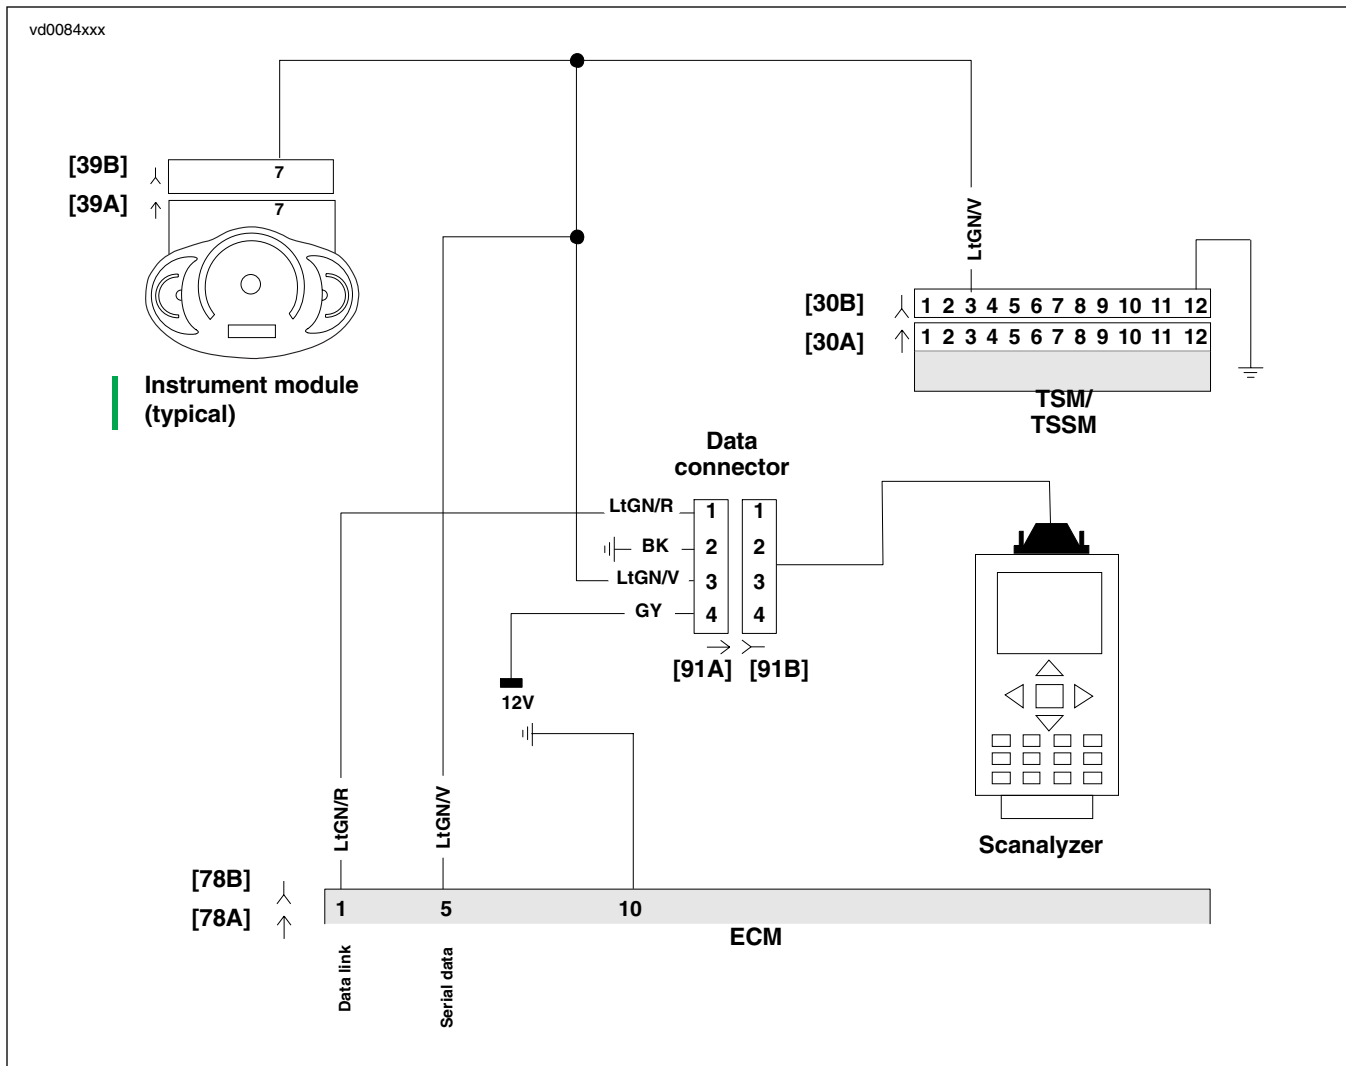 vd0084xxx
[39B]
7
[39A]
7
LtGN/V
[30B]
1 2 3 4 5 6 7 8 9 10 11 12
[30A]
1 2 3 4 5 6 7 8 9 10 11 12
Instrument module
(typical)
TSM/
TSSM
Data
connector
LtGN/R
1 1
BK
2 2
LtGN/V
3 3
GY
4 4
[91A] [91B]
12V
LtGN/R
LtGN/V
Scanalyzer
[78B]
[78A]
1 5 10
ECM
Data link
Serial data